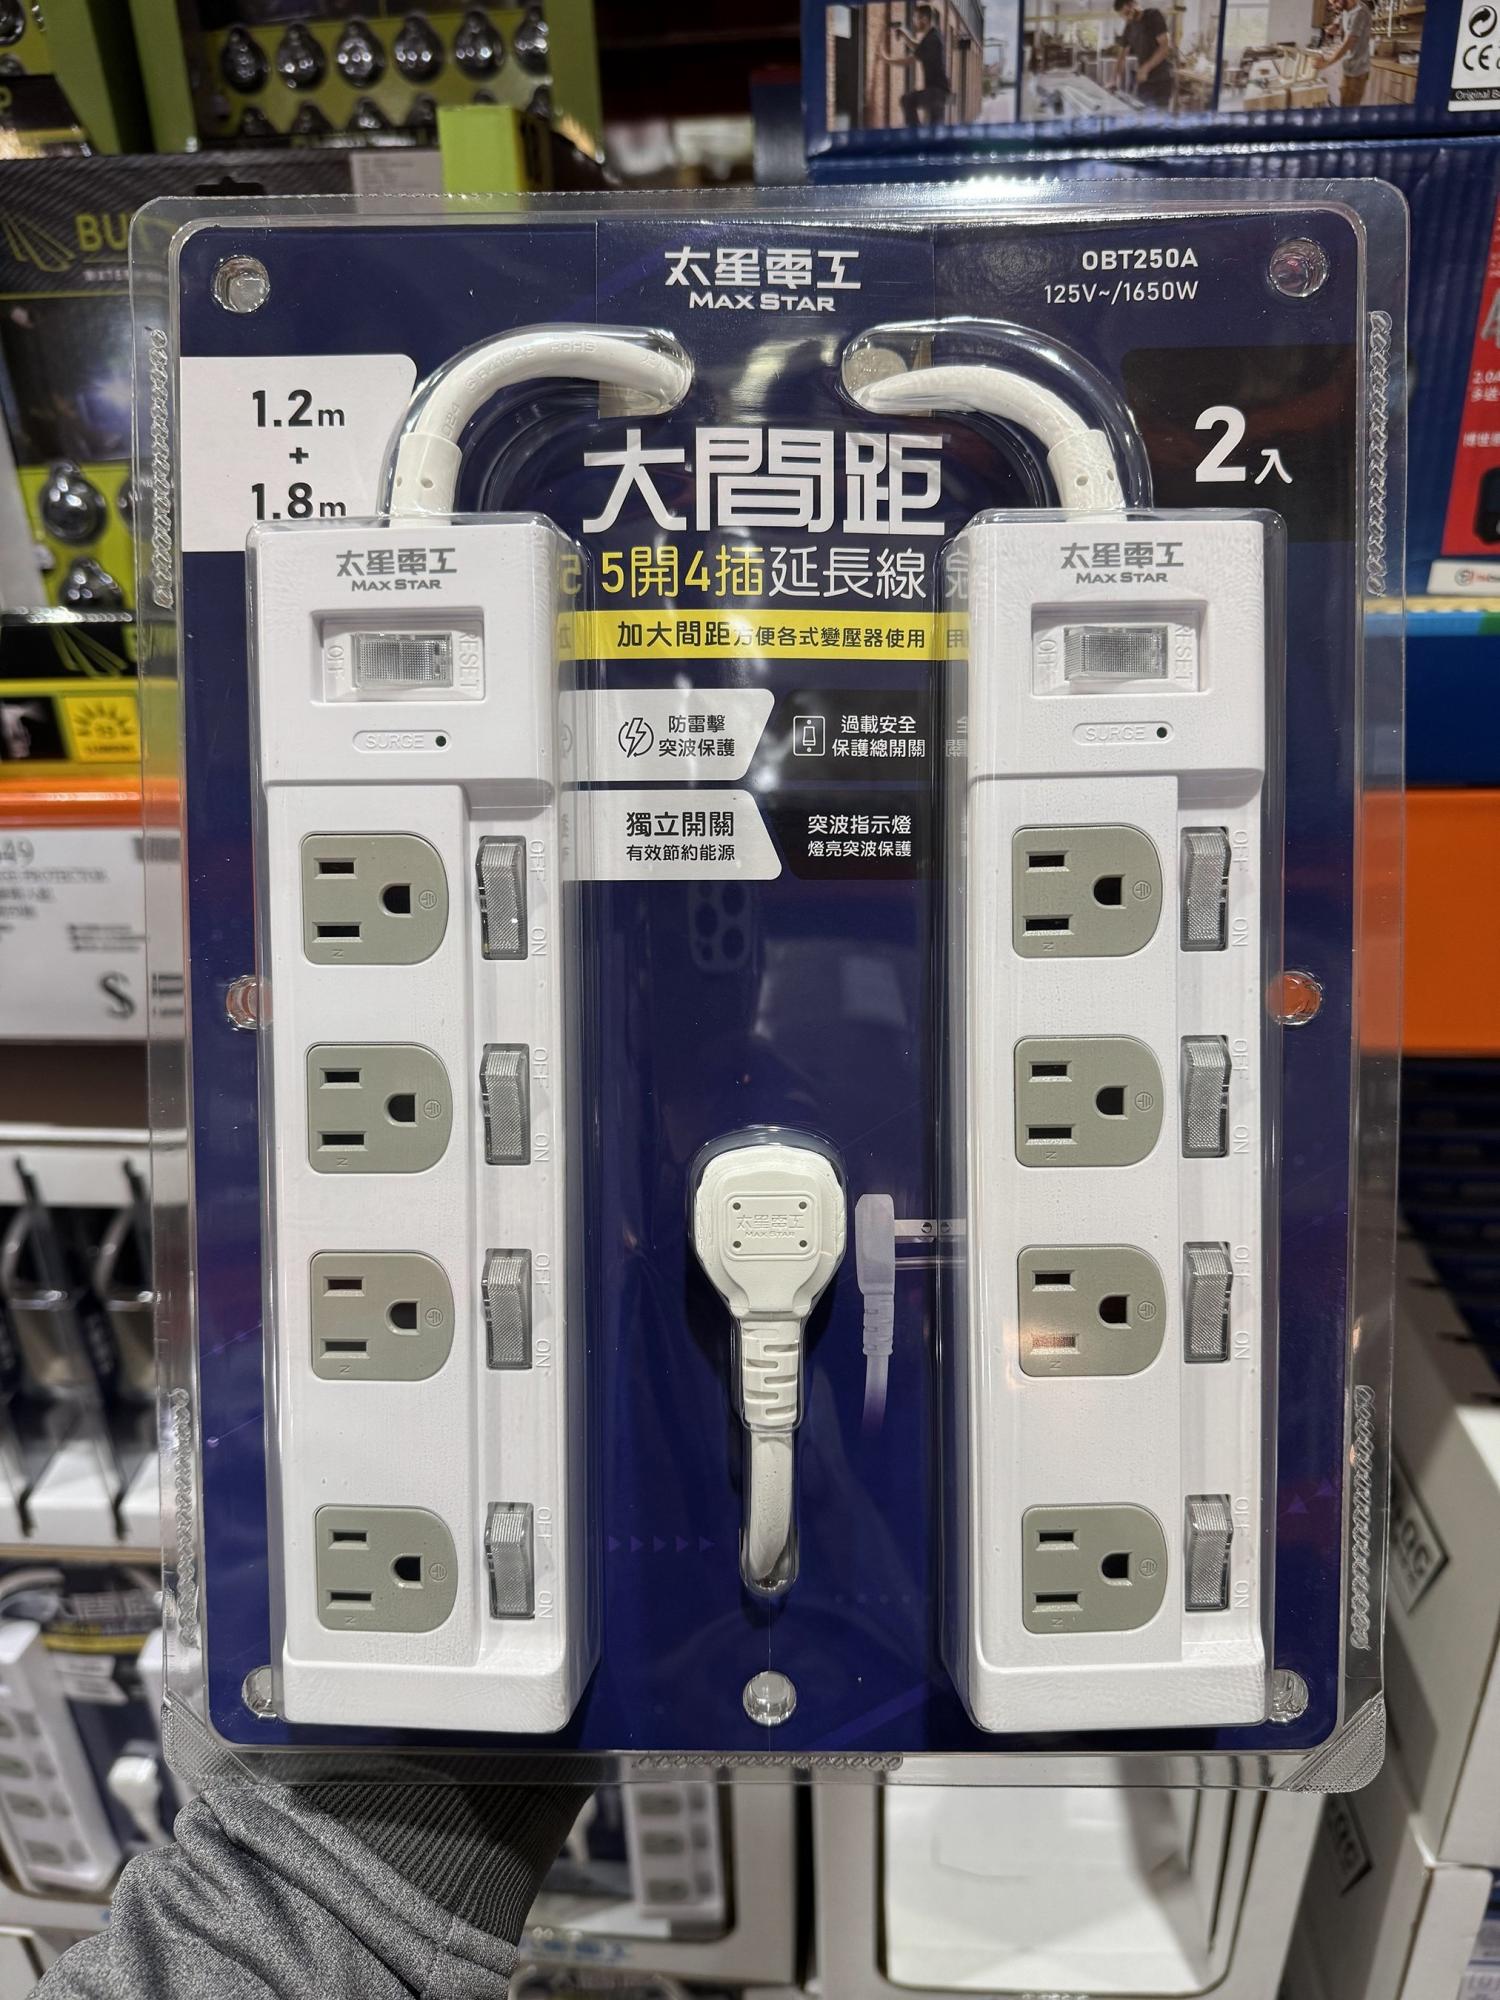 太星電工
MAX STAR
OBT250A
125V~/1650W
1.2m
+
1.8m
2入
大間距
5開4插延長線
加大間距方便各式變壓器使用
防雷擊
突波保護
過載安全
保護總開關
獨立開關
有效節約能源
突波指示燈
燈亮突波保護
太星電工
MAX STAR
OFF
RESET
SURGE
OFF
ON
N
OFF
ON
N
OFF
ON
N
OFF
ON
N
太星電工
MAX STAR
OFF
RESET
SURGE
OFF
ON
N
OFF
ON
N
OFF
ON
N
OFF
ON
N
太星電工
MAX STAR
CE